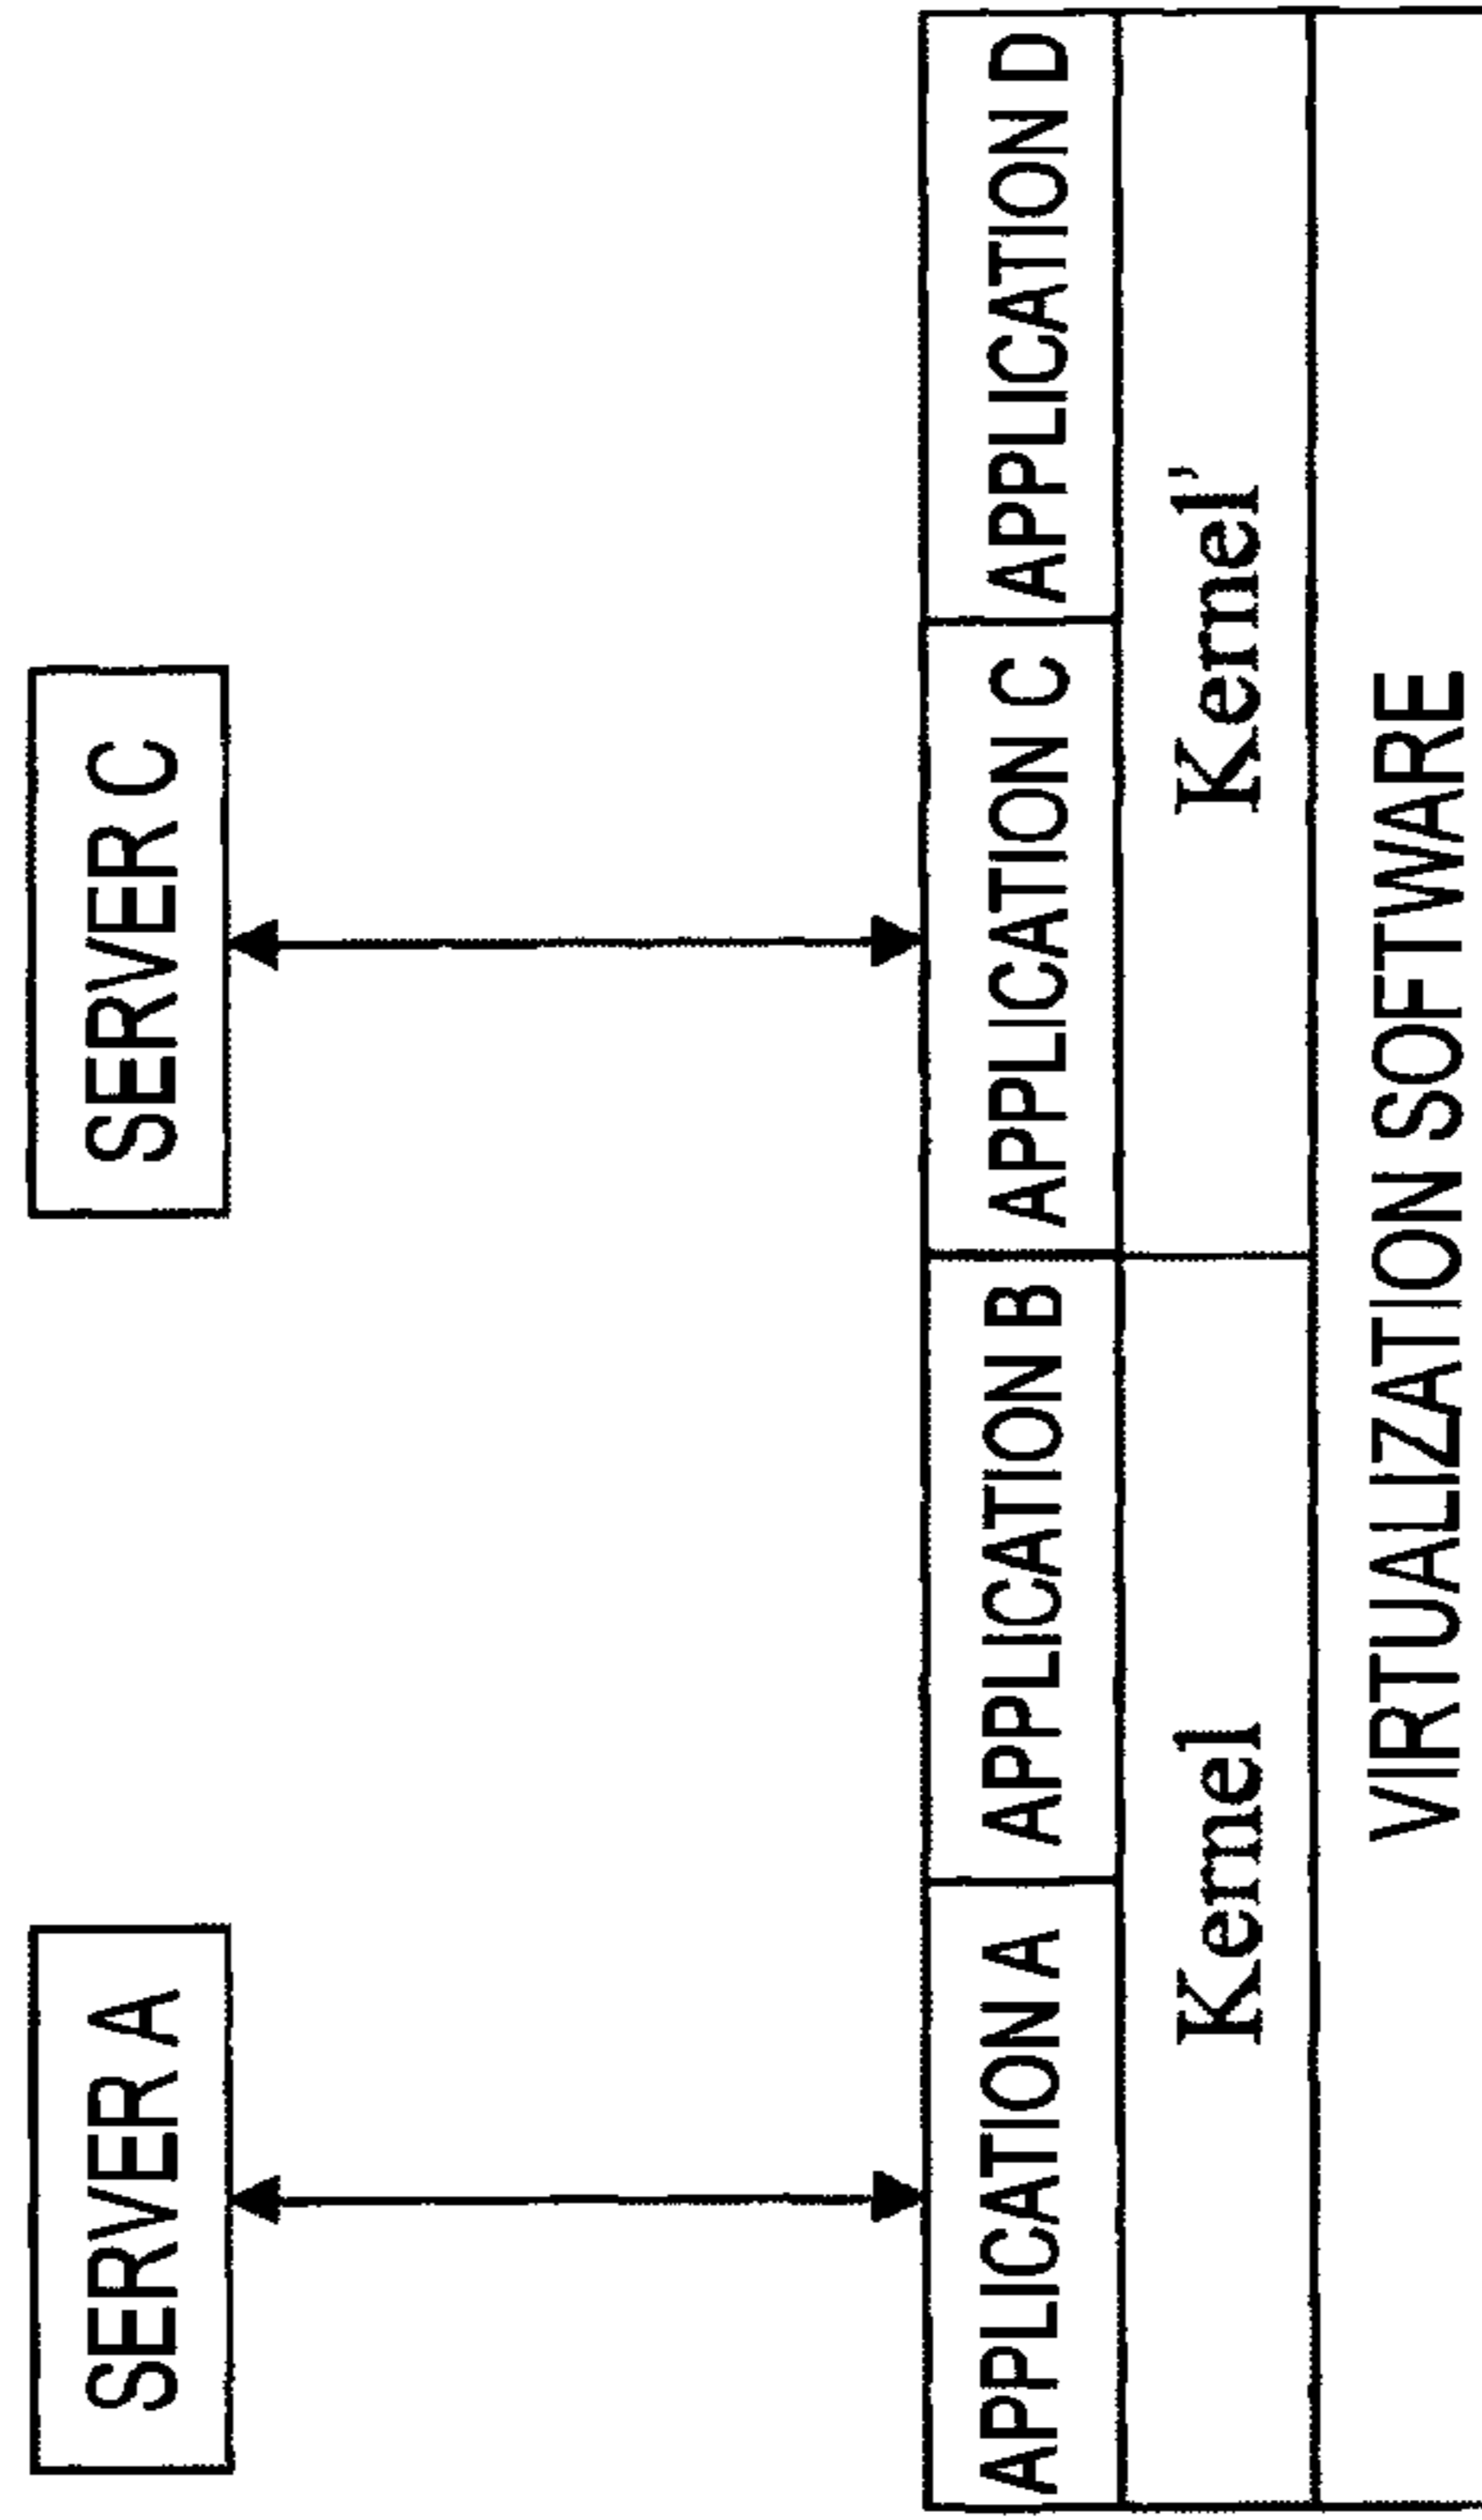 SERVER A
SERVER C
APPLICATION A
APPLICATION B
APPLICATION C
APPLICATION D
Kernel
Kernel'
VIRTUALIZATION SOFTWARE